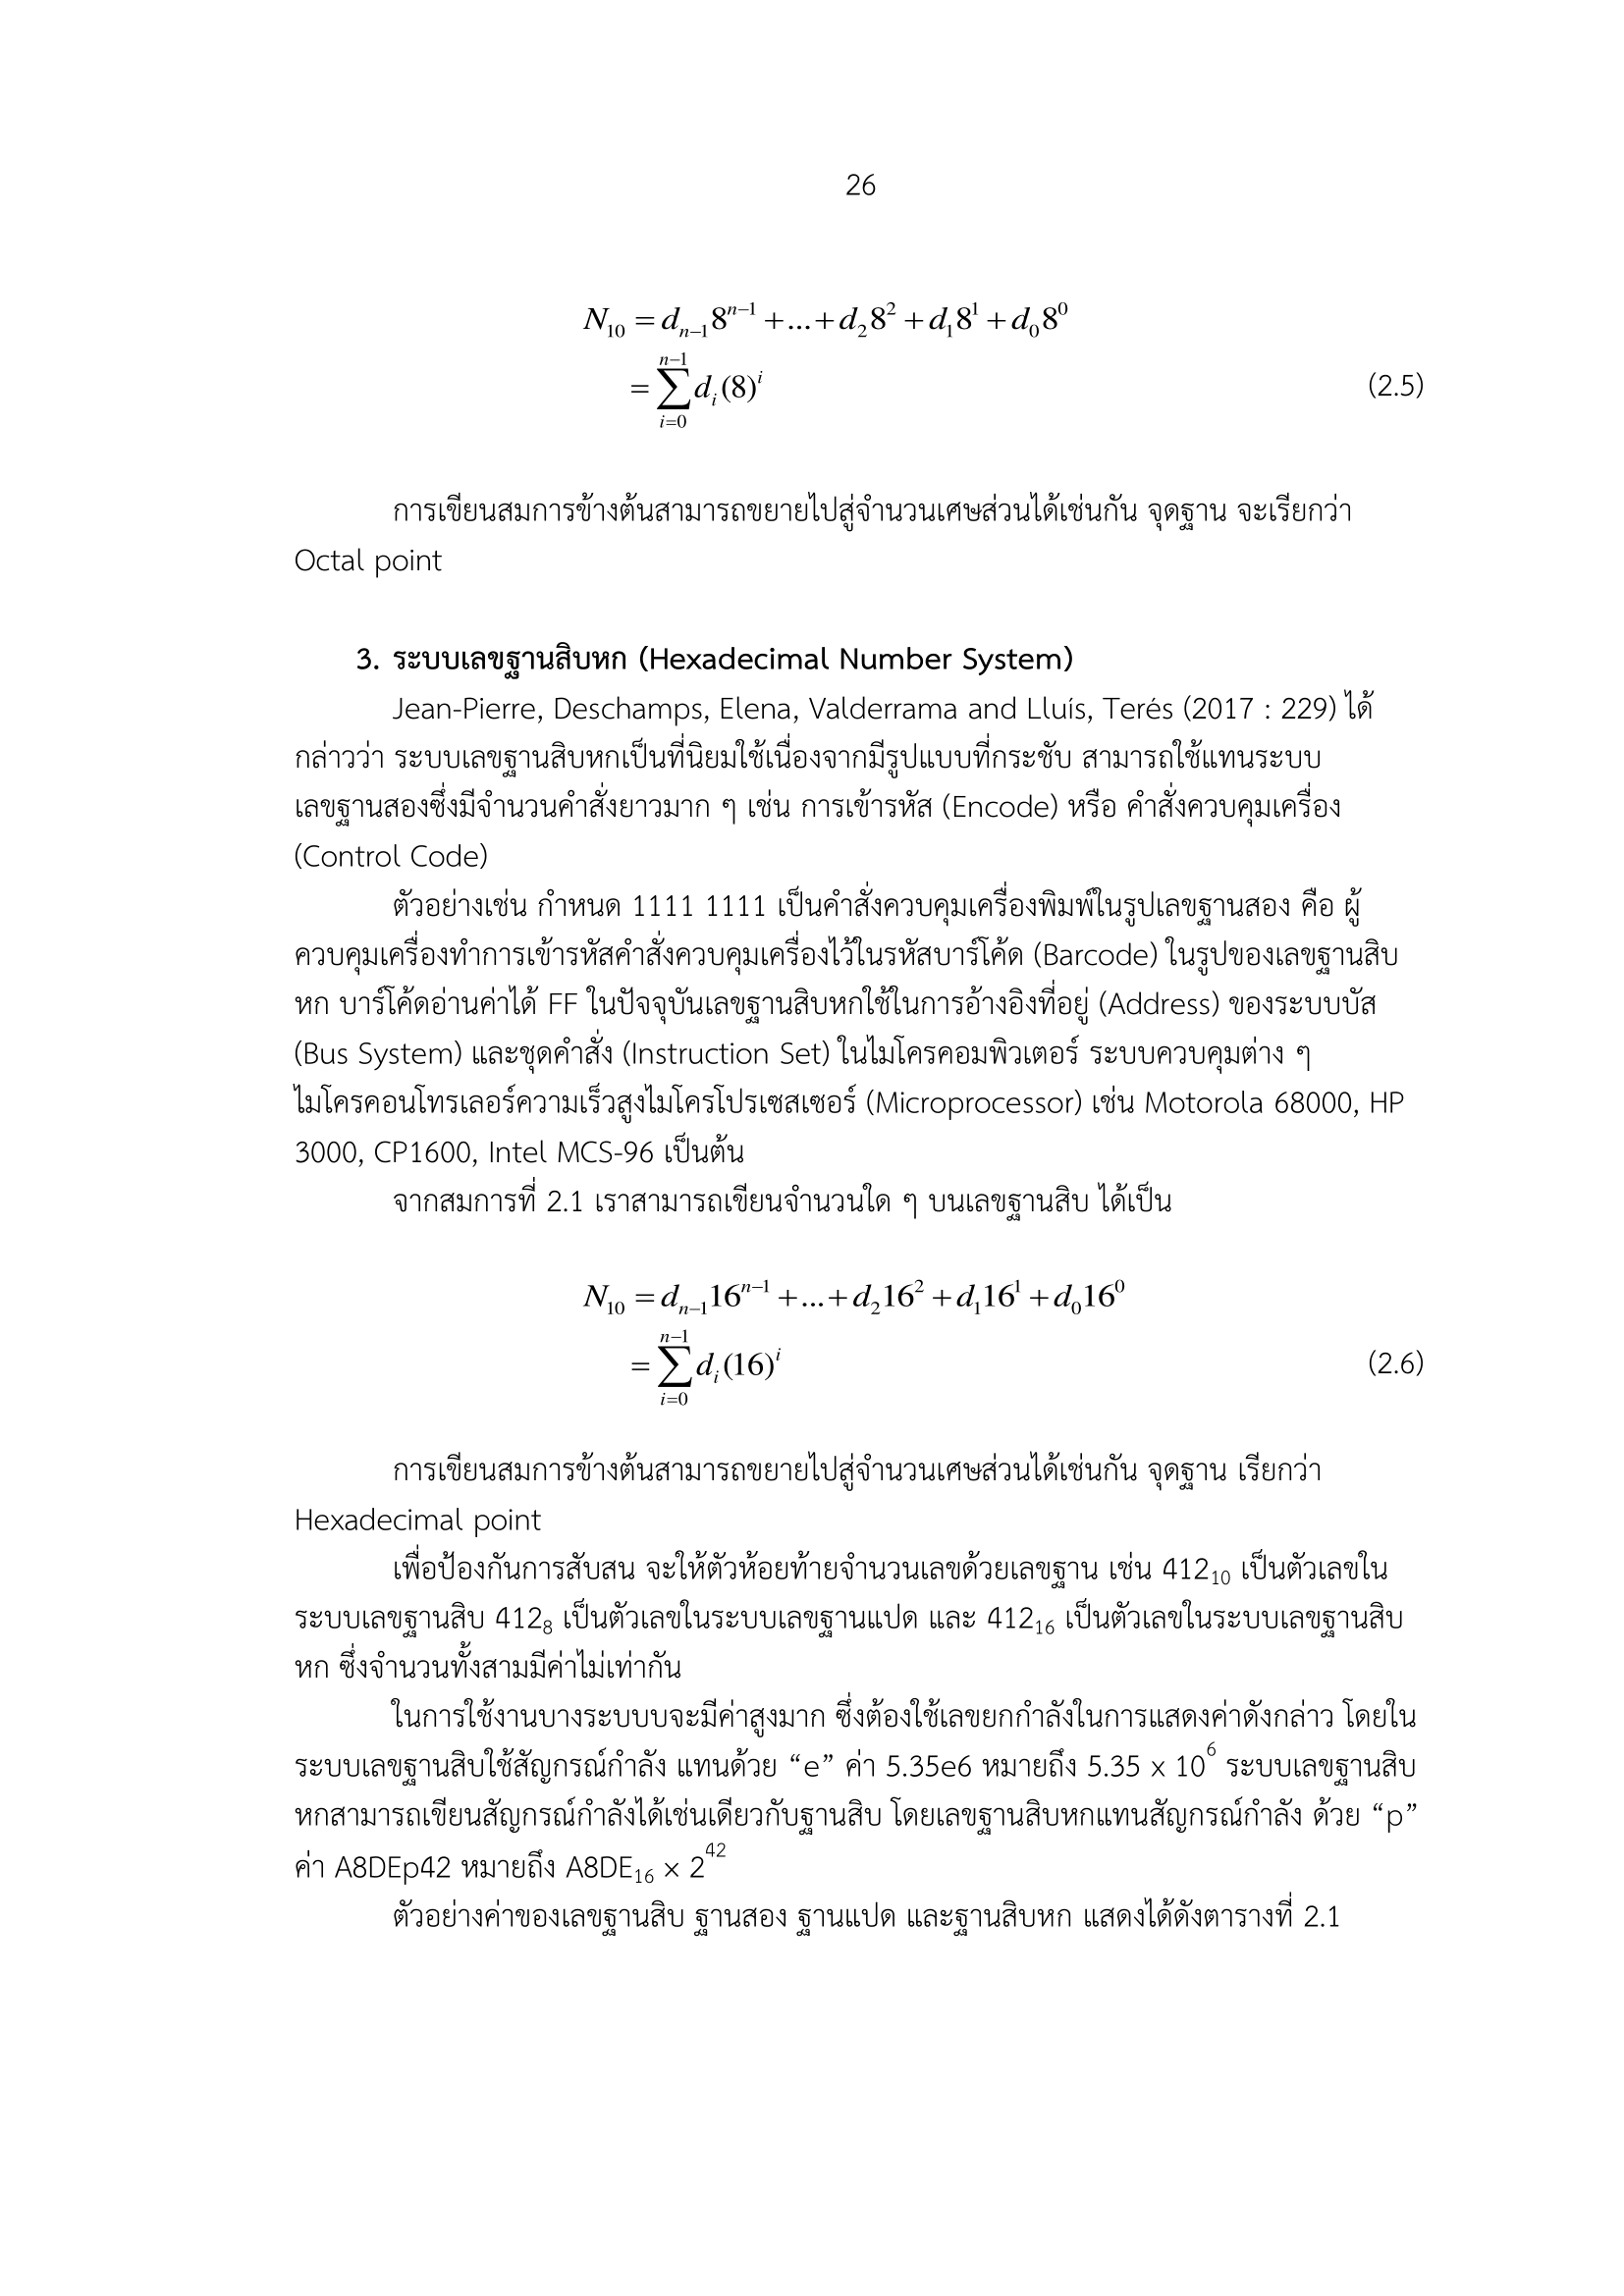 26
N₁₀ = dₙ₋₁8ⁿ⁻¹ + ... + d₂8² + d₁8¹ + d₀8⁰
= \sum_{i=0}^{n-1} d_i(8)^i (2.5)
การเขียนสมการข้างต้นสามารถขยายไปสู่จำนวนเศษส่วนได้เช่นกัน จุดฐาน จะเรียกว่า
Octal point
3. ระบบเลขฐานสิบหก (Hexadecimal Number System)
Jean-Pierre, Deschamps, Elena, Valderrama and Lluís, Terés (2017 : 229) ได้
กล่าวว่า ระบบเลขฐานสิบหกเป็นที่นิยมใช้เนื่องจากมีรูปแบบที่กระชับ สามารถใช้แทนระบบ
เลขฐานสองซึ่งมีจำนวนคำสั่งยาวมาก ๆ เช่น การเข้ารหัส (Encode) หรือ คำสั่งควบคุมเครื่อง
(Control Code)
ตัวอย่างเช่น กำหนด 1111 1111 เป็นคำสั่งควบคุมเครื่องพิมพ์ในรูปเลขฐานสอง คือ ผู้
ควบคุมเครื่องทำการเข้ารหัสคำสั่งควบคุมเครื่องไว้ในรหัสบาร์โค้ด (Barcode) ในรูปของเลขฐานสิบ
หก บาร์โค้ดอ่านค่าได้ FF ในปัจจุบันเลขฐานสิบหกใช้ในการอ้างอิงที่อยู่ (Address) ของระบบบัส
(Bus System) และชุดคำสั่ง (Instruction Set) ในไมโครคอมพิวเตอร์ ระบบควบคุมต่าง ๆ
ไมโครคอนโทรเลอร์ความเร็วสูงไมโครโปรเซสเซอร์ (Microprocessor) เช่น Motorola 68000, HP
3000, CP1600, Intel MCS-96 เป็นต้น
จากสมการที่ 2.1 เราสามารถเขียนจำนวนใด ๆ บนเลขฐานสิบ ได้เป็น
N₁₀ = dₙ₋₁16ⁿ⁻¹ + ... + d₂16² + d₁16¹ + d₀16⁰
= \sum_{i=0}^{n-1} d_i(16)^i (2.6)
การเขียนสมการข้างต้นสามารถขยายไปสู่จำนวนเศษส่วนได้เช่นกัน จุดฐาน เรียกว่า
Hexadecimal point
เพื่อป้องกันการสับสน จะให้ตัวห้อยท้ายจำนวนเลขด้วยเลขฐาน เช่น 412₁₀ เป็นตัวเลขใน
ระบบเลขฐานสิบ 412₈ เป็นตัวเลขในระบบเลขฐานแปด และ 412₁₆ เป็นตัวเลขในระบบเลขฐานสิบ
หก ซึ่งจำนวนทั้งสามมีค่าไม่เท่ากัน
ในการใช้งานบางระบบบจะมีค่าสูงมาก ซึ่งต้องใช้เลขยกกำลังในการแสดงค่าดังกล่าว โดยใน
ระบบเลขฐานสิบใช้สัญกรณ์กำลัง แทนด้วย “e” ค่า 5.35e6 หมายถึง 5.35 x 10⁶ ระบบเลขฐานสิบ
หกสามารถเขียนสัญกรณ์กำลังได้เช่นเดียวกับฐานสิบ โดยเลขฐานสิบหกแทนสัญกรณ์กำลัง ด้วย “p”
ค่า A8DEp42 หมายถึง A8DE₁₆ × 2⁴²
ตัวอย่างค่าของเลขฐานสิบ ฐานสอง ฐานแปด และฐานสิบหก แสดงได้ดังตารางที่ 2.1